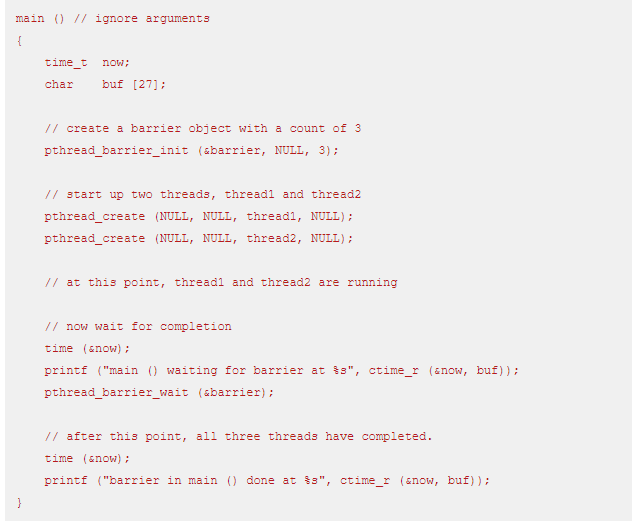 main () // ignore arguments
{
    time_t  now;
    char    buf [27];

    // create a barrier object with a count of 3
    pthread_barrier_init (&barrier, NULL, 3);

    // start up two threads, thread1 and thread2
    pthread_create (NULL, NULL, thread1, NULL);
    pthread_create (NULL, NULL, thread2, NULL);

    // at this point, thread1 and thread2 are running

    // now wait for completion
    time (&now);
    printf ("main () waiting for barrier at %s", ctime_r (&now, buf));
    pthread_barrier_wait (&barrier);

    // after this point, all three threads have completed.
    time (&now);
    printf ("barrier in main () done at %s", ctime_r (&now, buf));
}